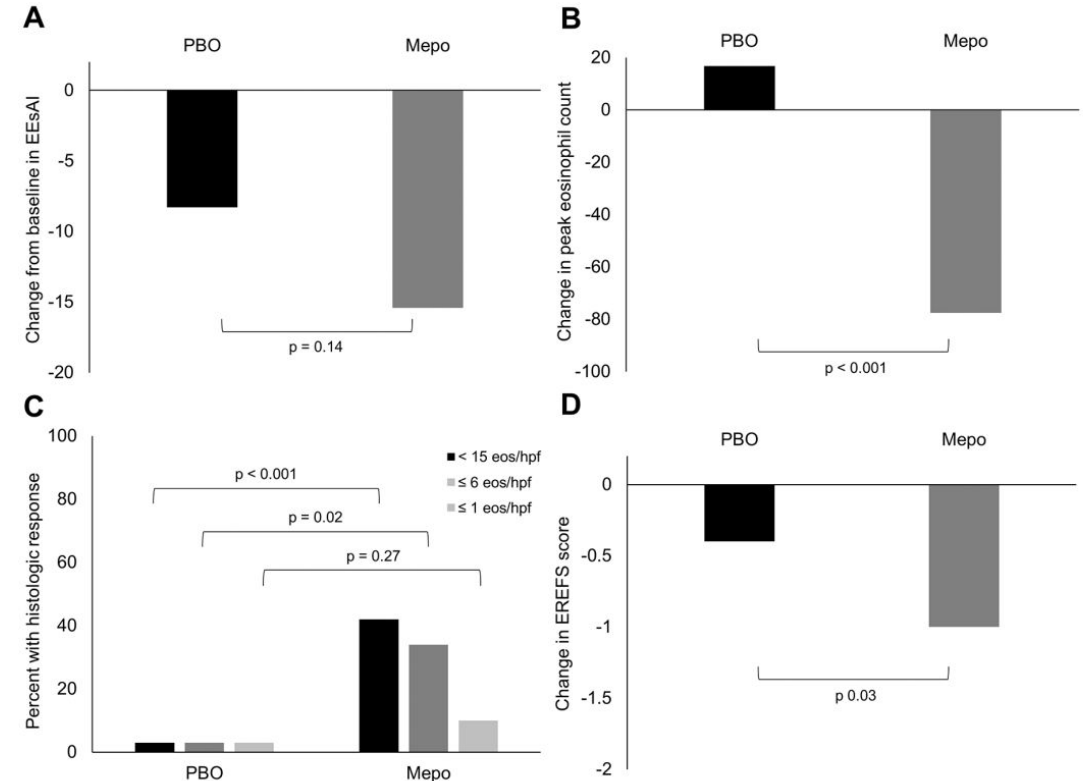 A
PBO Mepo
Change from baseline in EEsAI
0
-5
-10
-15
-20
p = 0.14
B
PBO Mepo
Change in peak eosinophil count
20
0
-20
-40
-60
-80
-100
p < 0.001
C
Percent with histologic response
100
80
60
40
20
0
< 15 eos/hpf
≤ 6 eos/hpf
≤ 1 eos/hpf
p < 0.001
p = 0.02
p = 0.27
PBO Mepo
D
PBO Mepo
Change in EREFS score
0
-0.5
-1
-1.5
-2
p 0.03